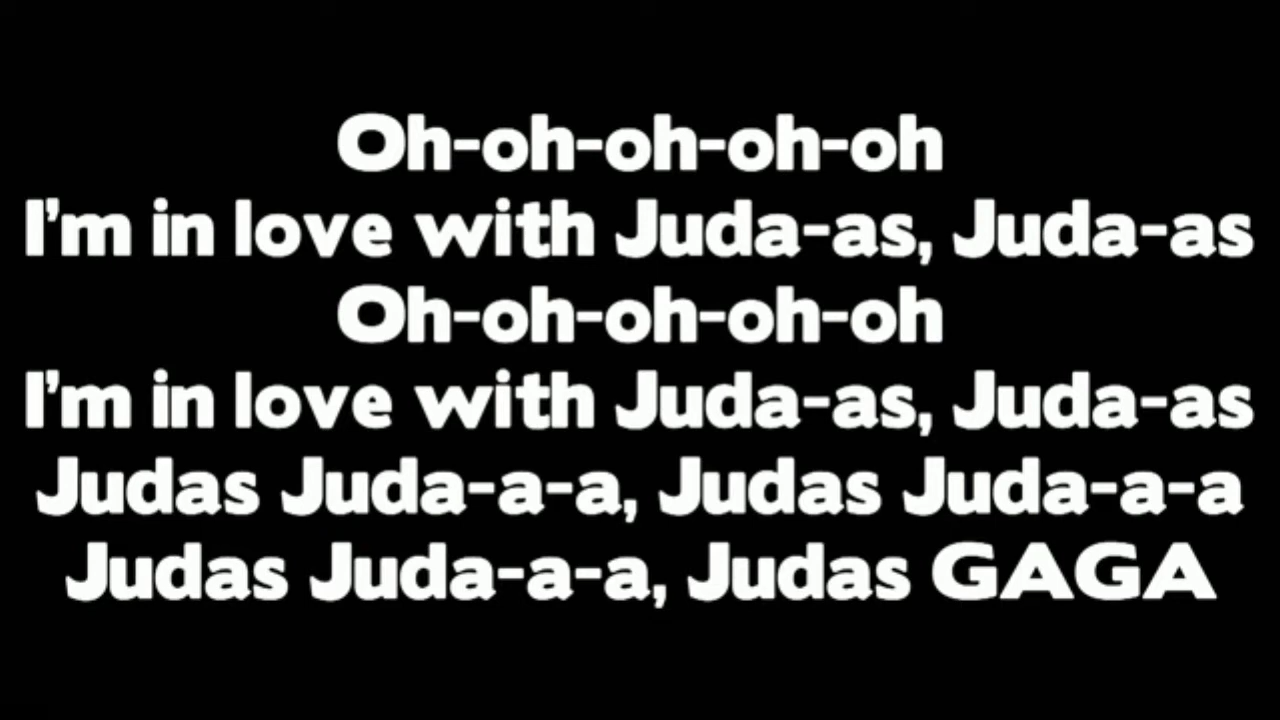 Oh-oh-oh-oh-oh
I'm in love with Juda-as, Juda-as
Oh-oh-oh-oh-oh
I'm in love with Juda-as, Juda-as
Judas Juda-a-a, Judas Juda-a-a
Judas Juda-a-a, Judas GAGA